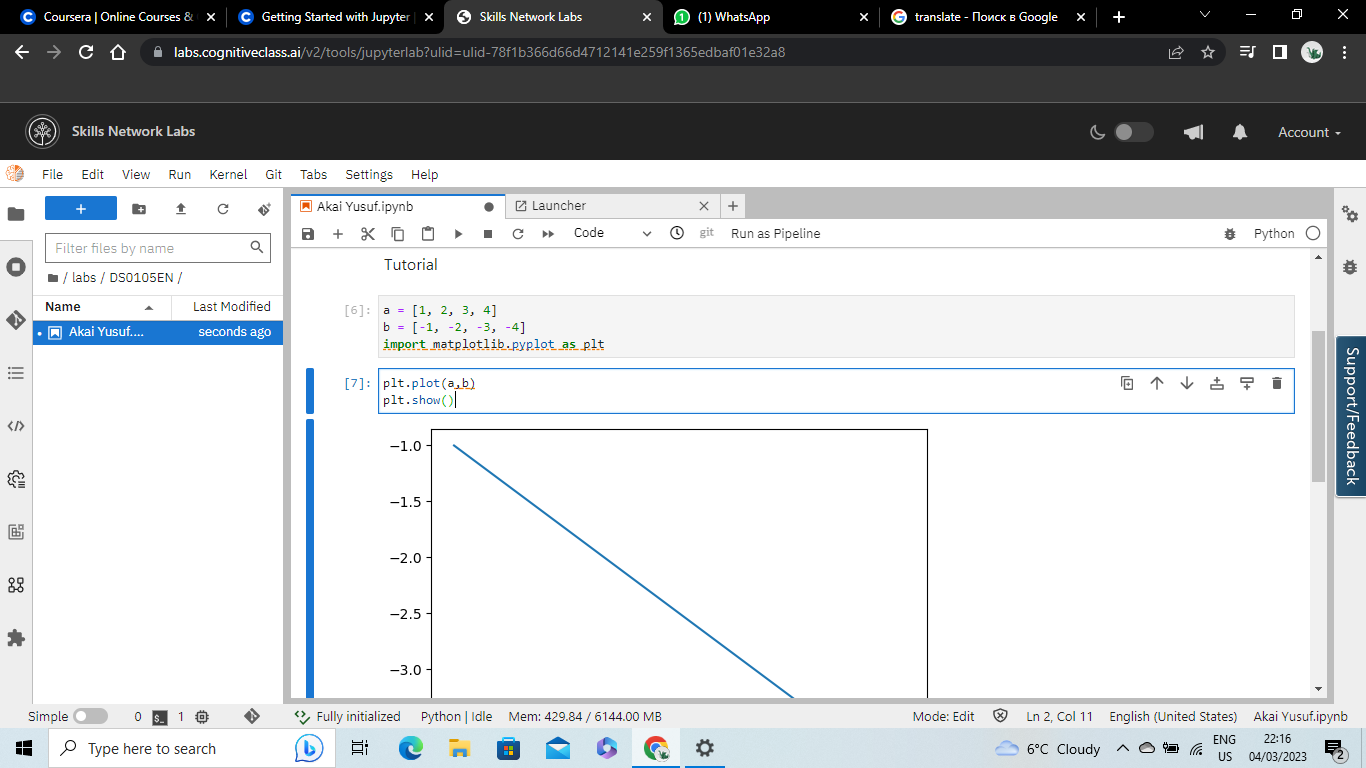 Coursera | Online Courses &
Getting Started with Jupyter |
Skills Network Labs
(1) WhatsApp
translate - Поиск в Google
labs.cognitiveclass.ai/v2/tools/jupyterlab?ulid=ulid-78f1b366d66d4712141e259f1365edbaf01e32a8
Skills Network Labs
Account
File Edit View Run Kernel Git Tabs Settings Help
Akai Yusuf.ipynb
Launcher
Filter files by name
Code
git
Run as Pipeline
Python
/ labs / DS0105EN /
Name
Last Modified
Akai Yusuf....
seconds ago
Tutorial
[6]:
a = [1, 2, 3, 4]
b = [-1, -2, -3, -4]
import matplotlib.pyplot as plt
[7]:
plt.plot(a,b)
plt.show()
−1.0
−1.5
−2.0
−2.5
−3.0
Support/Feedback
Simple
0
1
Fully initialized
Python | Idle
Mem: 429.84 / 6144.00 MB
Mode: Edit
Ln 2, Col 11
English (United States)
Akai Yusuf.ipynb
Type here to search
6°C Cloudy
ENG
US
22:16
04/03/2023
2